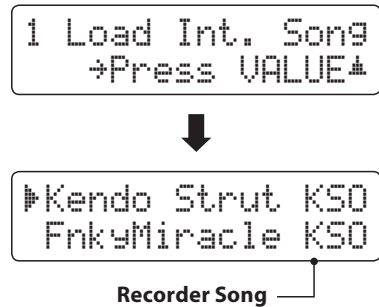 1 Load Int. Song
→Press VALUE▲
▶Kendo Strut KSO
FnkyMiracle KSO
Recorder Song